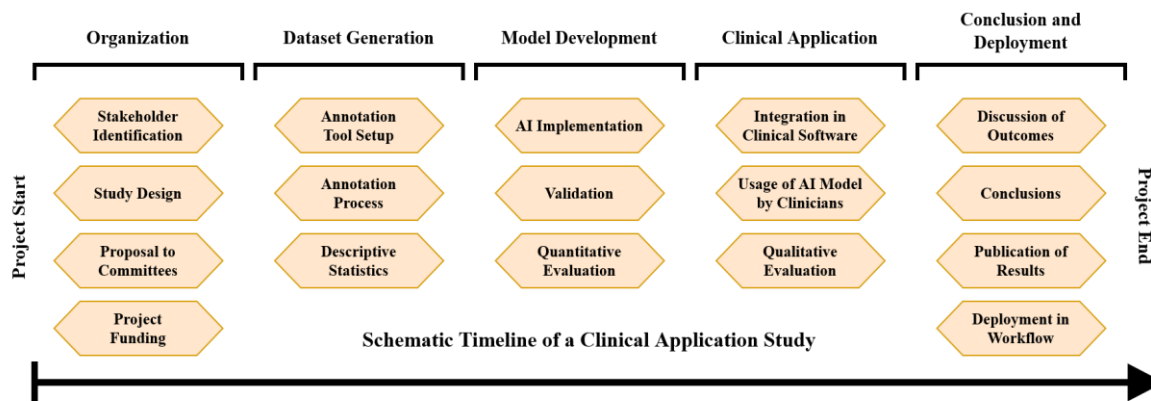 Organization
Dataset Generation
Model Development
Clinical Application
Conclusion and
Deployment
Project Start
Stakeholder
Identification
Study Design
Proposal to
Committees
Project
Funding
Annotation
Tool Setup
Annotation
Process
Descriptive
Statistics
AI Implementation
Validation
Quantitative
Evaluation
Integration in
Clinical Software
Usage of AI Model
by Clinicians
Qualitative
Evaluation
Discussion of
Outcomes
Conclusions
Publication of
Results
Deployment in
Workflow
Project End
Schematic Timeline of a Clinical Application Study